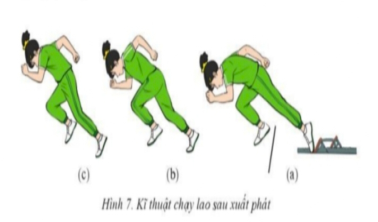 (c) (b) (a)
Hình 7. Kĩ thuật chạy lao sau xuất phát